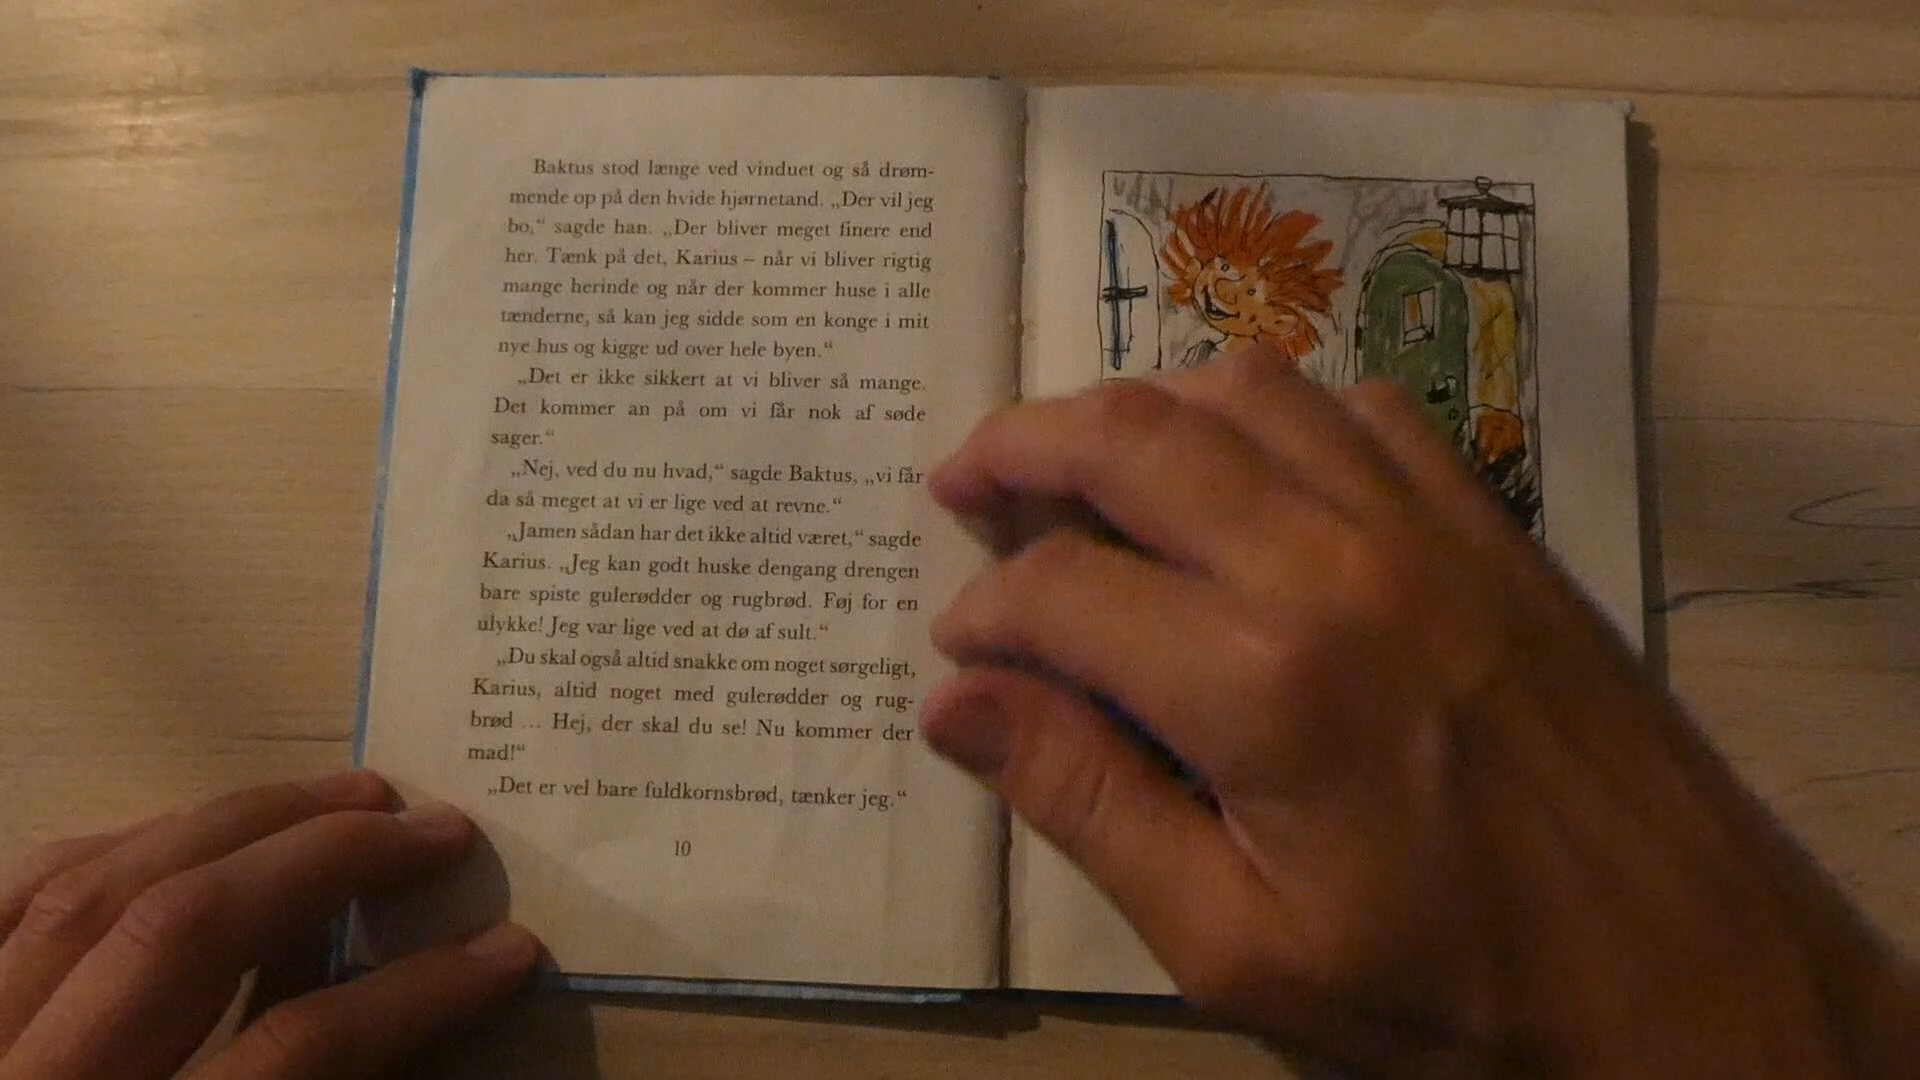 Baktus stod længe ved vinduet og så drøm-
mende op på den hvide hjørnetand. „Der vil jeg
bo,“ sagde han. „Der bliver meget finere end
her. Tænk på det, Karius – når vi bliver rigtig
mange herinde og når der kommer huse i alle
tænderne, så kan jeg sidde som en konge i mit
nye hus og kigge ud over hele byen.“
„Det er ikke sikkert at vi bliver så mange.
Det kommer an på om vi får nok af søde
sager.“
„Nej, ved du nu hvad,“ sagde Baktus, „vi får
da så meget at vi er lige ved at revne.“
„Jamen sådan har det ikke altid været,“ sagde
Karius. „Jeg kan godt huske dengang drengen
bare spiste gulerødder og rugbrød. Føj for en
ulykke! Jeg var lige ved at dø af sult.“
„Du skal også altid snakke om noget sørgeligt,
Karius, altid noget med gulerødder og rug-
brød ... Hej, der skal du se! Nu kommer der
mad!“
„Det er vel bare fuldkornsbrød, tænker jeg.“
10